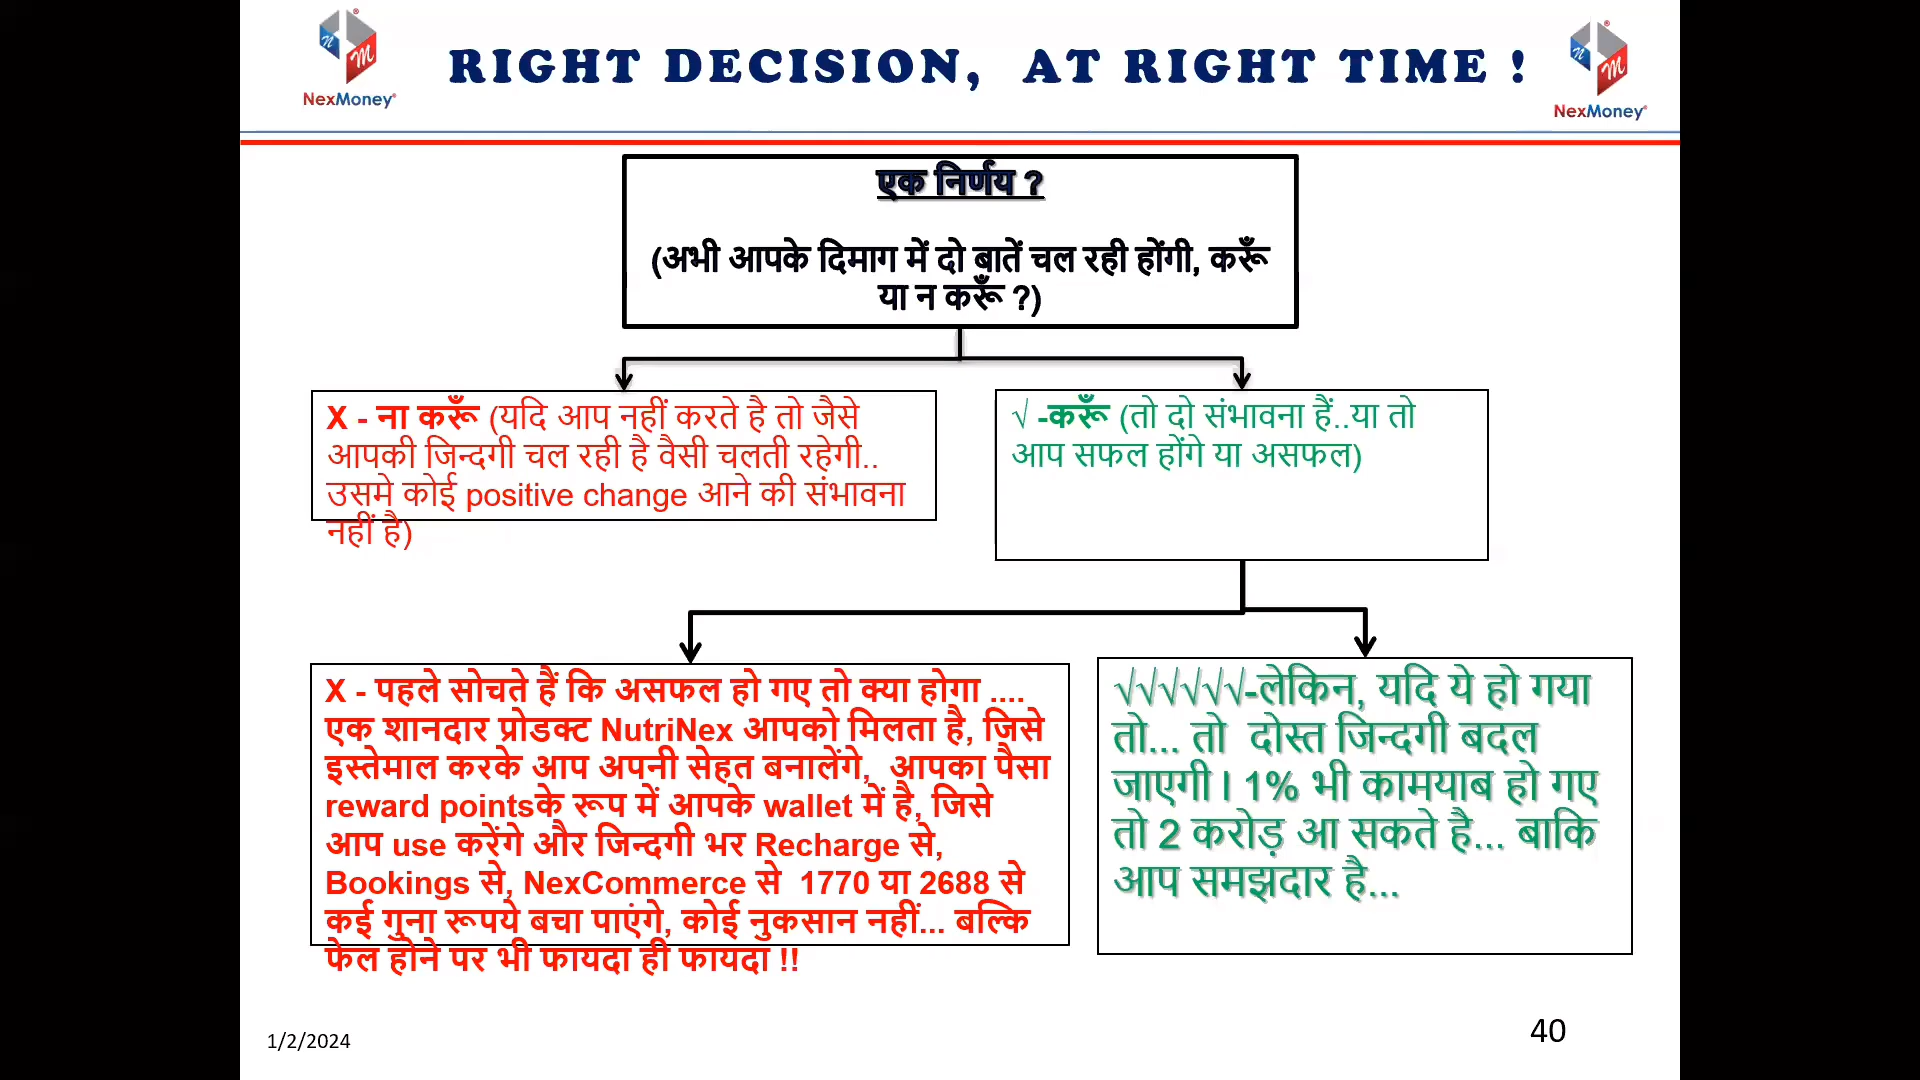 NexMoney®
RIGHT DECISION, AT RIGHT TIME !
NexMoney®
एक निर्णय ?
(अभी आपके दिमाग में दो बातें चल रही होंगी, करूँ
या न करूँ ?)
X - ना करूँ (यदि आप नहीं करते है तो जैसे
आपकी जिन्दगी चल रही है वैसी चलती रहेगी..
उसमे कोई positive change आने की संभावना
नहीं है)
√ -करूँ (तो दो संभावना हैं..या तो
आप सफल होंगे या असफल)
X - पहले सोचते हैं कि असफल हो गए तो क्या होगा ....
एक शानदार प्रोडक्ट NutriNex आपको मिलता है, जिसे
इस्तेमाल करके आप अपनी सेहत बनालेंगे, आपका पैसा
reward pointsके रूप में आपके wallet में है, जिसे
आप use करेंगे और जिन्दगी भर Recharge से,
Bookings से, NexCommerce से 1770 या 2688 से
कई गुना रूपये बचा पाएंगे, कोई नुकसान नहीं... बल्कि
फेल होने पर भी फायदा ही फायदा !!
√√√√√√-लेकिन, यदि ये हो गया
तो... तो दोस्त जिन्दगी बदल
जाएगी । 1% भी कामयाब हो गए
तो 2 करोड़ आ सकते है... बाकि
आप समझदार है...
1/2/2024
40